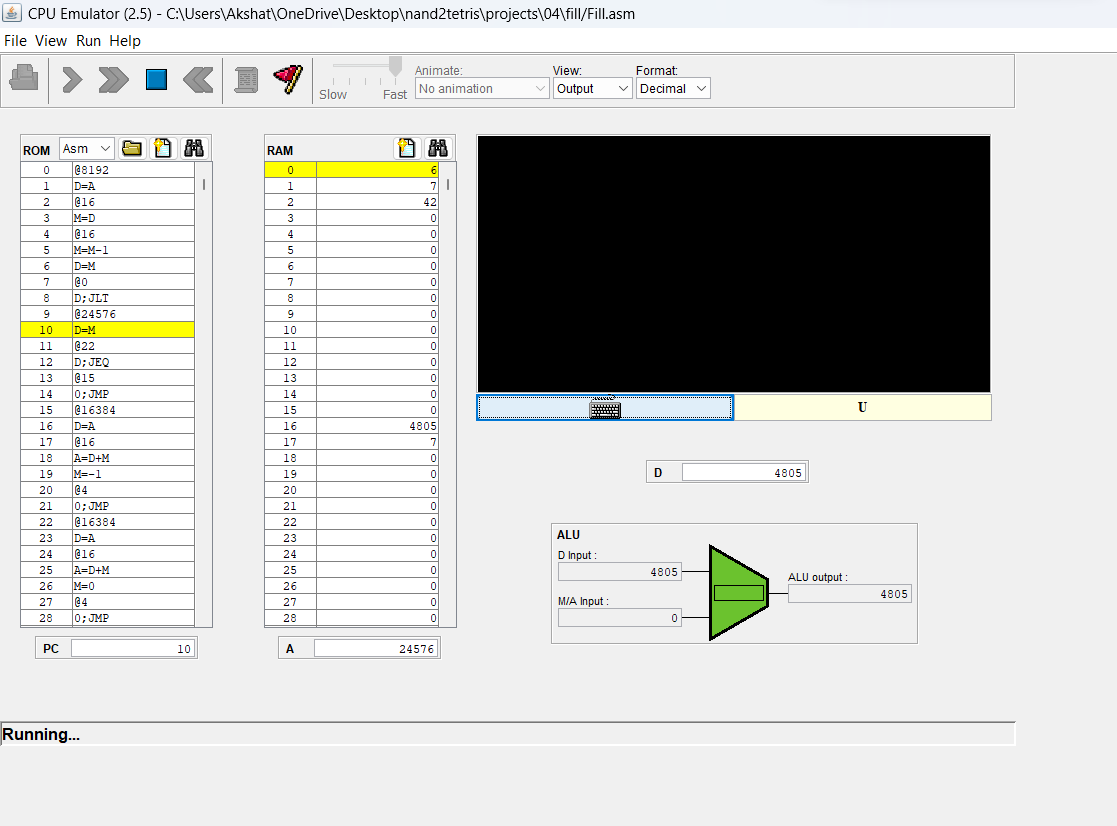 CPU Emulator (2.5) - C:\Users\Akshat\OneDrive\Desktop\nand2tetris\projects\04\fill/Fill.asm
File View Run Help
Slow Fast
Animate:
No animation
View:
Output
Format:
Decimal
ROM Asm
0 @8192
1 D=A
2 @16
3 M=D
4 @16
5 M=M-1
6 D=M
7 @0
8 D;JLT
9 @24576
10 D=M
11 @22
12 D;JEQ
13 @15
14 0;JMP
15 @16384
16 D=A
17 @16
18 A=D+M
19 M=-1
20 @4
21 0;JMP
22 @16384
23 D=A
24 @16
25 A=D+M
26 M=0
27 @4
28 0;JMP
PC 10
RAM
0 6
1 7
2 42
3 0
4 0
5 0
6 0
7 0
8 0
9 0
10 0
11 0
12 0
13 0
14 0
15 0
16 4805
17 7
18 0
19 0
20 0
21 0
22 0
23 0
24 0
25 0
26 0
27 0
28 0
A 24576
U
D 4805
ALU
D Input :
4805
M/A Input :
0
ALU output :
4805
Running...